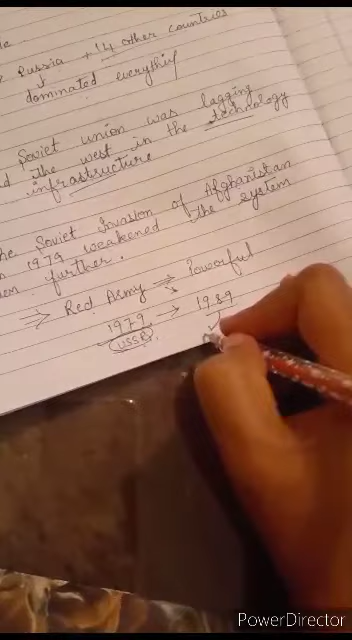 Russia + 14 other countries
dominated everything
Soviet union was lagging
the west in the technology
infrastructure
Soviet Invasion of Afghanistan
1979 weakened the system
further.
⇒ Red Army ⇒ Powerful
1979 → 1989
USSR
PowerDirector